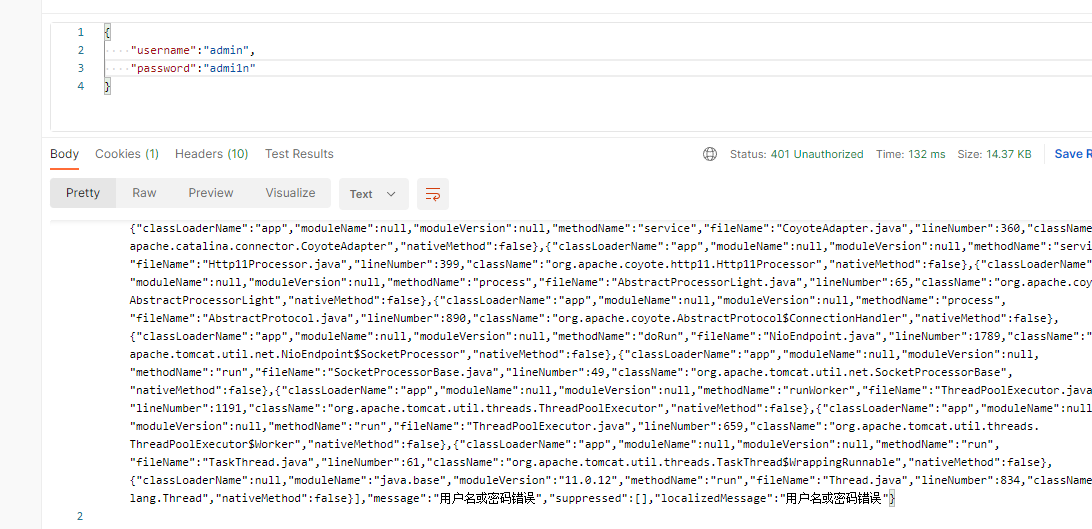 1 {
2 "username":"admin",
3 "password":"admi1n"
4 }
Body Cookies (1) Headers (10) Test Results Status: 401 Unauthorized Time: 132 ms Size: 14.37 KB Save R
Pretty Raw Preview Visualize Text
{"classLoaderName":"app","moduleName":null,"moduleVersion":null,"methodName":"service","fileName":"CoyoteAdapter.java","lineNumber":360,"classNam
apache.catalina.connector.CoyoteAdapter","nativeMethod":false},{"classLoaderName":"app","moduleName":null,"moduleVersion":null,"methodName":"servi
"fileName":"Http11Processor.java","lineNumber":399,"className":"org.apache.coyote.http11.Http11Processor","nativeMethod":false},{"classLoaderName"
"moduleName":null,"moduleVersion":null,"methodName":"process","fileName":"AbstractProcessorLight.java","lineNumber":65,"className":"org.apache.coy
AbstractProcessorLight","nativeMethod":false},{"classLoaderName":"app","moduleName":null,"moduleVersion":null,"methodName":"process",
"fileName":"AbstractProtocol.java","lineNumber":890,"className":"org.apache.coyote.AbstractProtocol$ConnectionHandler","nativeMethod":false},
{"classLoaderName":"app","moduleName":null,"moduleVersion":null,"methodName":"doRun","fileName":"NioEndpoint.java","lineNumber":1789,"className":"
apache.tomcat.util.net.NioEndpoint$SocketProcessor","nativeMethod":false},{"classLoaderName":"app","moduleName":null,"moduleVersion":null,
"methodName":"run","fileName":"SocketProcessorBase.java","lineNumber":49,"className":"org.apache.tomcat.util.net.SocketProcessorBase",
"nativeMethod":false},{"classLoaderName":"app","moduleName":null,"moduleVersion":null,"methodName":"runWorker","fileName":"ThreadPoolExecutor.java
"lineNumber":1191,"className":"org.apache.tomcat.util.threads.ThreadPoolExecutor","nativeMethod":false},{"classLoaderName":"app","moduleName":null
"moduleVersion":null,"methodName":"run","fileName":"ThreadPoolExecutor.java","lineNumber":659,"className":"org.apache.tomcat.util.threads.
ThreadPoolExecutor$Worker","nativeMethod":false},{"classLoaderName":"app","moduleName":null,"moduleVersion":null,"methodName":"run",
"fileName":"TaskThread.java","lineNumber":61,"className":"org.apache.tomcat.util.threads.TaskThread$WrappingRunnable","nativeMethod":false},
{"classLoaderName":null,"moduleName":"java.base","moduleVersion":"11.0.12","methodName":"run","fileName":"Thread.java","lineNumber":834,"classNam
lang.Thread","nativeMethod":false}],"message":"用户名或密码错误","suppressed":[],"localizedMessage":"用户名或密码错误"}
2